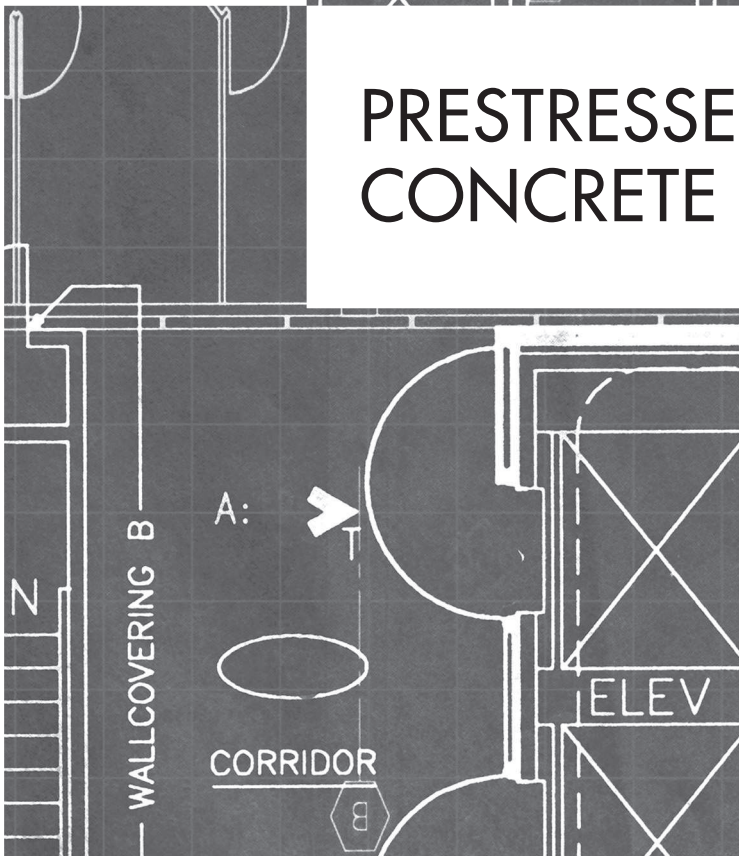 PRESTRESSE
CONCRETE
A:
T
WALLCOVERING B
N
ELEV
CORRIDOR
B